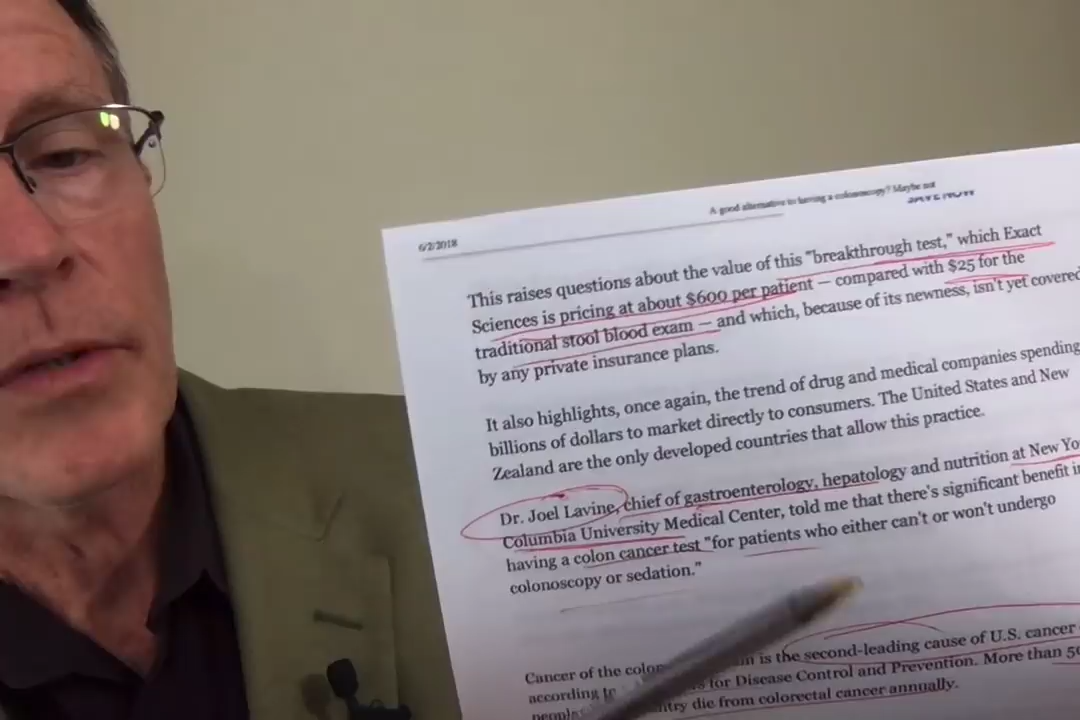 6/2/2018
A good alternative to having a colonoscopy? Maybe not
This raises questions about the value of this "breakthrough test," which Exact
Sciences is pricing at about $600 per patient — compared with $25 for the
traditional stool blood exam — and which, because of its newness, isn't yet covered
by any private insurance plans.
It also highlights, once again, the trend of drug and medical companies spending
billions of dollars to market directly to consumers. The United States and New
Zealand are the only developed countries that allow this practice.
Dr. Joel Lavine, chief of gastroenterology, hepatology and nutrition at New Yo
Columbia University Medical Center, told me that there's significant benefit i
having a colon cancer test "for patients who either can't or won't undergo
colonoscopy or sedation."
Cancer of the colon is the second-leading cause of U.S. cancer
according to for Disease Control and Prevention. More than 50
die from colorectal cancer annually.